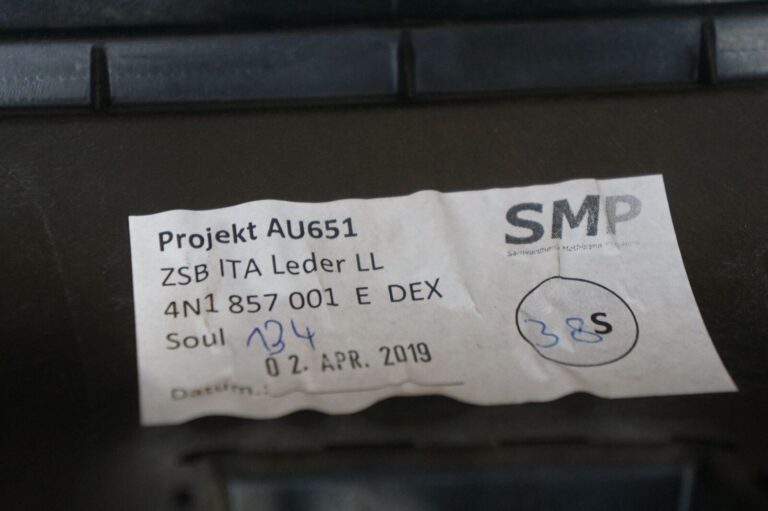 Projekt AU651
ZSB ITA Leder LL
4N1 857 001 E DEX
Soul 134
02. APR. 2019
Datum.:
SMP
38S